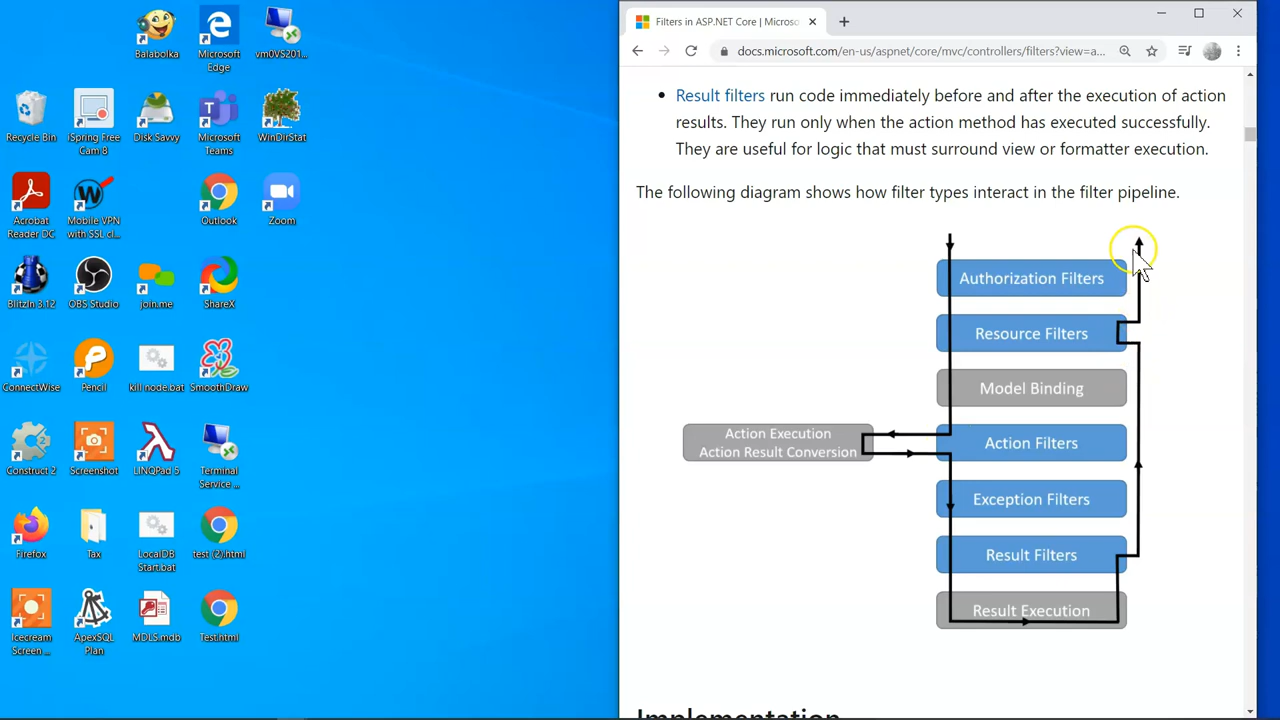 Balabolka
Microsoft
Edge
vm0VS201...
Recycle Bin
iSpring Free
Cam 8
Disk Savvy
Microsoft
Teams
WinDirStat
Acrobat
Reader DC
Mobile VPN
with SSL cl...
Outlook
Zoom
BlitzIn 3.12
OBS Studio
join.me
ShareX
ConnectWise
Pencil
kill node.bat
SmoothDraw
Construct 2
Screenshot
LINQPad 5
Terminal
Service ...
Firefox
Tax
LocalDB
Start.bat
test (2).html
Icecream
Screen ...
ApexSQL
Plan
MDLS.mdb
Test.html
Filters in ASP.NET Core | Microso
docs.microsoft.com/en-us/aspnet/core/mvc/controllers/filters?view=a...
• Result filters run code immediately before and after the execution of action
results. They run only when the action method has executed successfully.
They are useful for logic that must surround view or formatter execution.
The following diagram shows how filter types interact in the filter pipeline.
Authorization Filters
Resource Filters
Model Binding
Action Execution
Action Result Conversion
Action Filters
Exception Filters
Result Filters
Result Execution
Implementation